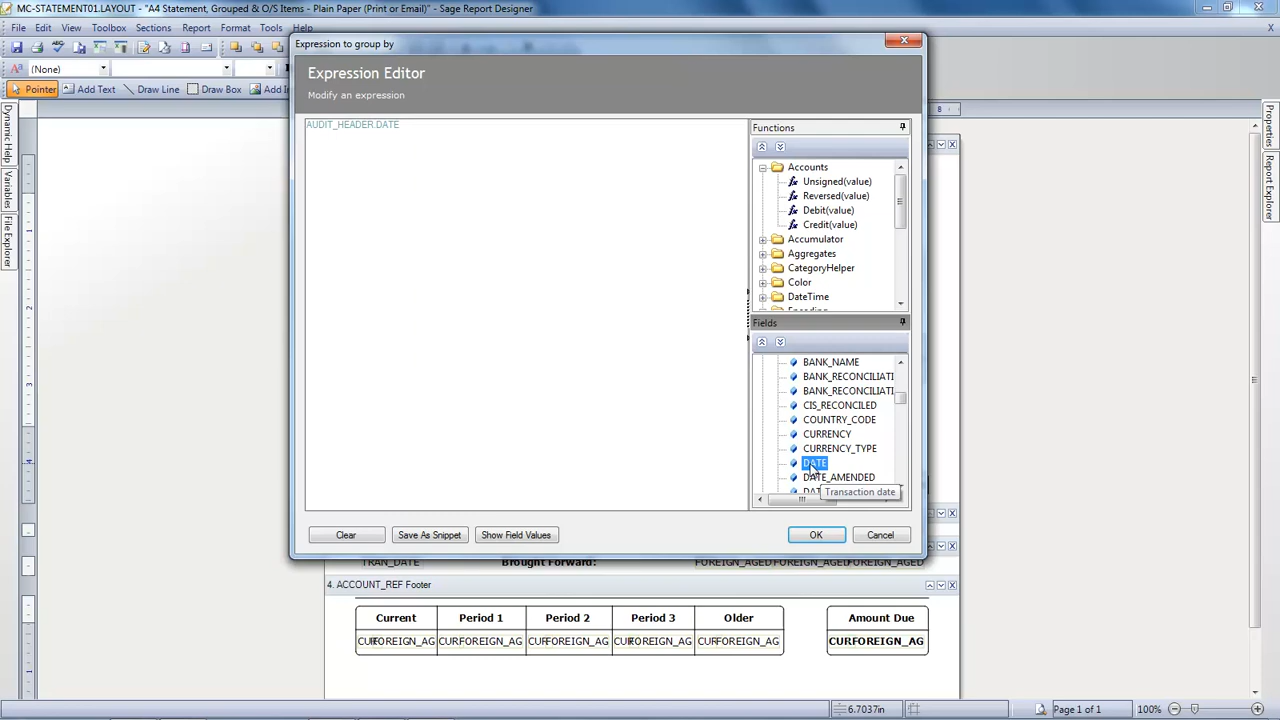 MC-STATEMENT01.LAYOUT - "A4 Statement, Grouped & O/S Items - Plain Paper (Print or Email)" - Sage Report Designer
File Edit View Toolbox Sections Report Format Tools Help
(None)
Pointer Add Text Draw Line Draw Box
Dynamic Help
Variables
File Explorer
Properties
Report Explorer
Expression to group by
Expression Editor
Modify an expression
AUDIT_HEADER.DATE
Functions
Accounts
Unsigned(value)
Reversed(value)
Debit(value)
Credit(value)
Accumulator
Aggregates
CategoryHelper
Color
DateTime
Fields
BANK_NAME
BANK_RECONCILIATI
BANK_RECONCILIATI
CIS_RECONCILED
COUNTRY_CODE
CURRENCY
CURRENCY_TYPE
DATE
DATE_AMENDED
Transaction date
Clear Save As Snippet Show Field Values OK Cancel
TRAN_DATE Brought Forward: FOREIGN_AGED FOREIGN_AGED FOREIGN_AGED
4. ACCOUNT_REF Footer
Current Period 1 Period 2 Period 3 Older Amount Due
6.7037in Page 1 of 1 100%